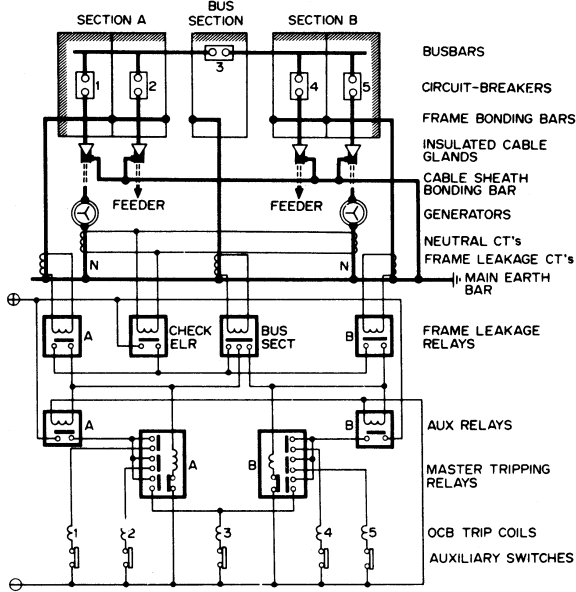 SECTION A
BUS
SECTION
SECTION B
BUSBARS
3
1
2
4
5
CIRCUIT-BREAKERS
FRAME BONDING BARS
INSULATED CABLE
GLANDS
CABLE SHEATH
BONDING BAR
FEEDER
FEEDER
GENERATORS
NEUTRAL CT's
N
N
FRAME LEAKAGE CT's
MAIN EARTH
BAR
A
CHECK
ELR
BUS
SECT
B
FRAME LEAKAGE
RELAYS
A
B
AUX RELAYS
A
B
MASTER TRIPPING
RELAYS
1
2
3
4
5
OCB TRIP COILS
AUXILIARY SWITCHES